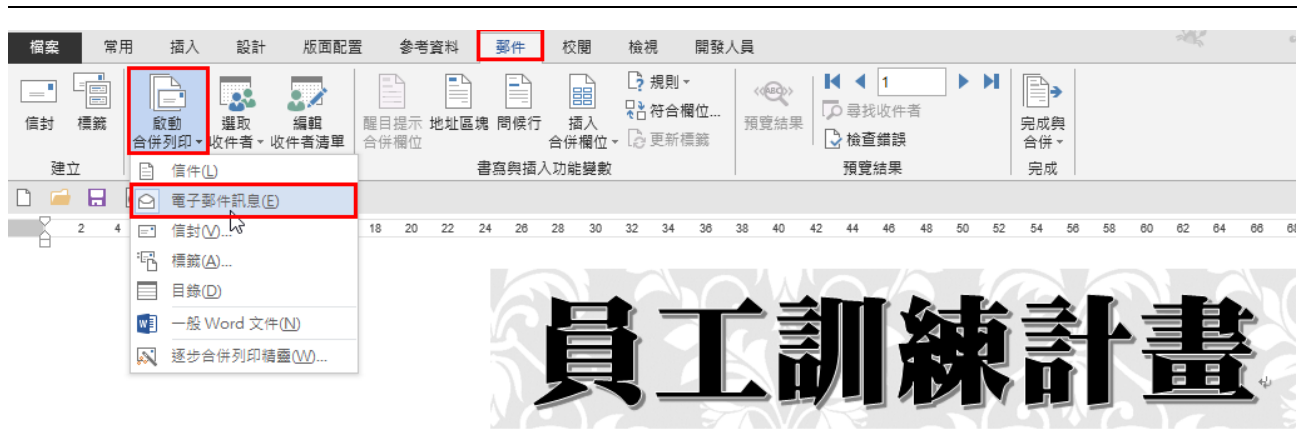 檔案 常用 插入 設計 版面配置 參考資料 郵件 校閱 檢視 開發人員
信封 標籤 啟動 合併列印 選取 收件者 編輯 收件者清單 醒目提示 合併欄位 地址區塊 問候行 插入 合併欄位 規則 符合欄位... 更新標籤 預覽結果 1 尋找收件者 檢查錯誤 完成與 合併
建立 書寫與插入功能變數 預覽結果 完成
信件(L)
電子郵件訊息(E)
信封(V)...
標籤(A)...
目錄(D)
一般 Word 文件(N)
逐步合併列印精靈(W)...
2 4 18 20 22 24 26 28 30 32 34 36 38 40 42 44 46 48 50 52 54 56 58 60 62 64 66 68
員工訓練計畫